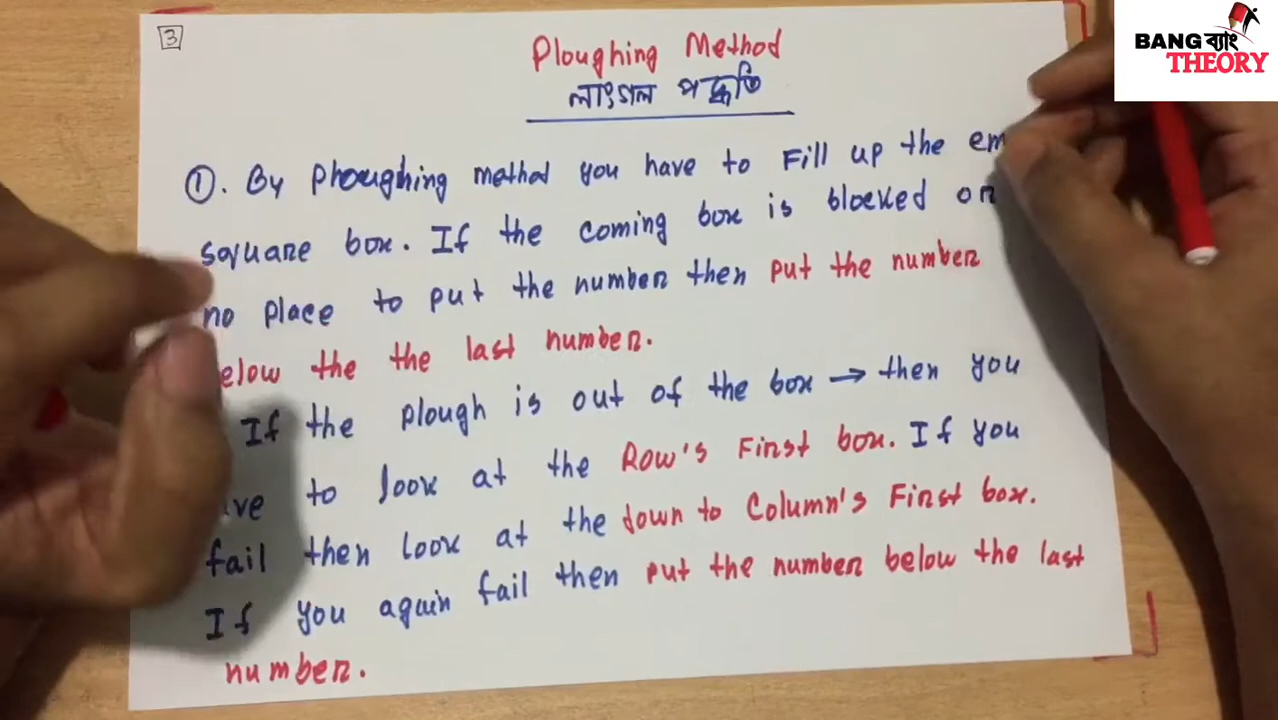 3
Ploughing Method
লাংগল পদ্ধতি
①. By Phoughing method you have to Fill up the em
square box. If the coming box is blocked on
no place to put the number then put the number
elow the the last number.
If the plough is out of the box → then you
ve to look at the Row's First box. If you
fail then look at the down to Column's First box.
If you again fail then put the number below the last
number.
BANG ব্যাং
THEORY